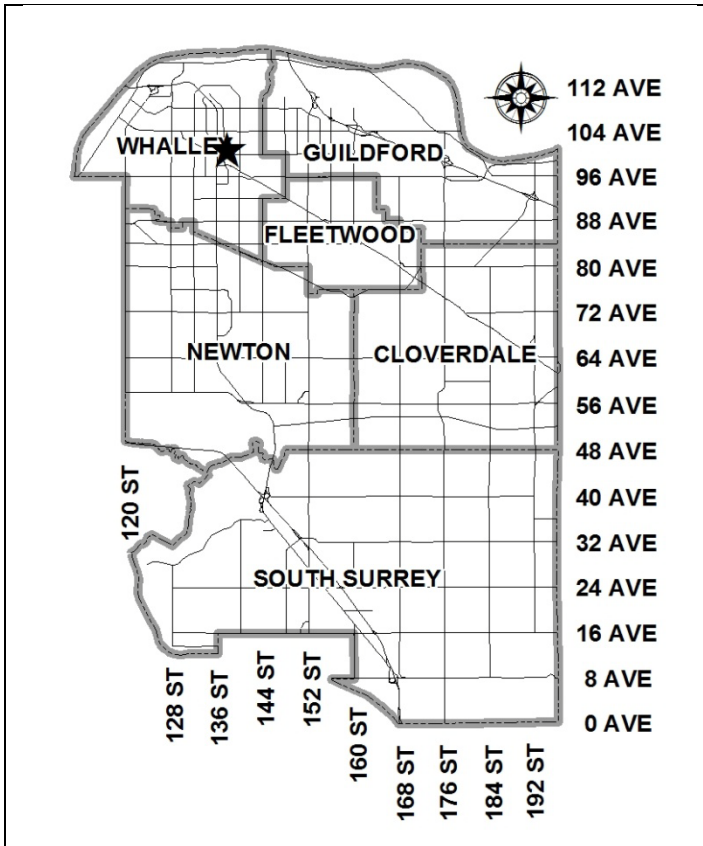 112 AVE
104 AVE
WHALLEY
GUILDFORD
96 AVE
88 AVE
FLEETWOOD
80 AVE
72 AVE
NEWTON
CLOVERDALE
64 AVE
56 AVE
48 AVE
120 ST
40 AVE
32 AVE
SOUTH SURREY
24 AVE
16 AVE
8 AVE
0 AVE
128 ST
136 ST
144 ST
152 ST
160 ST
168 ST
176 ST
184 ST
192 ST